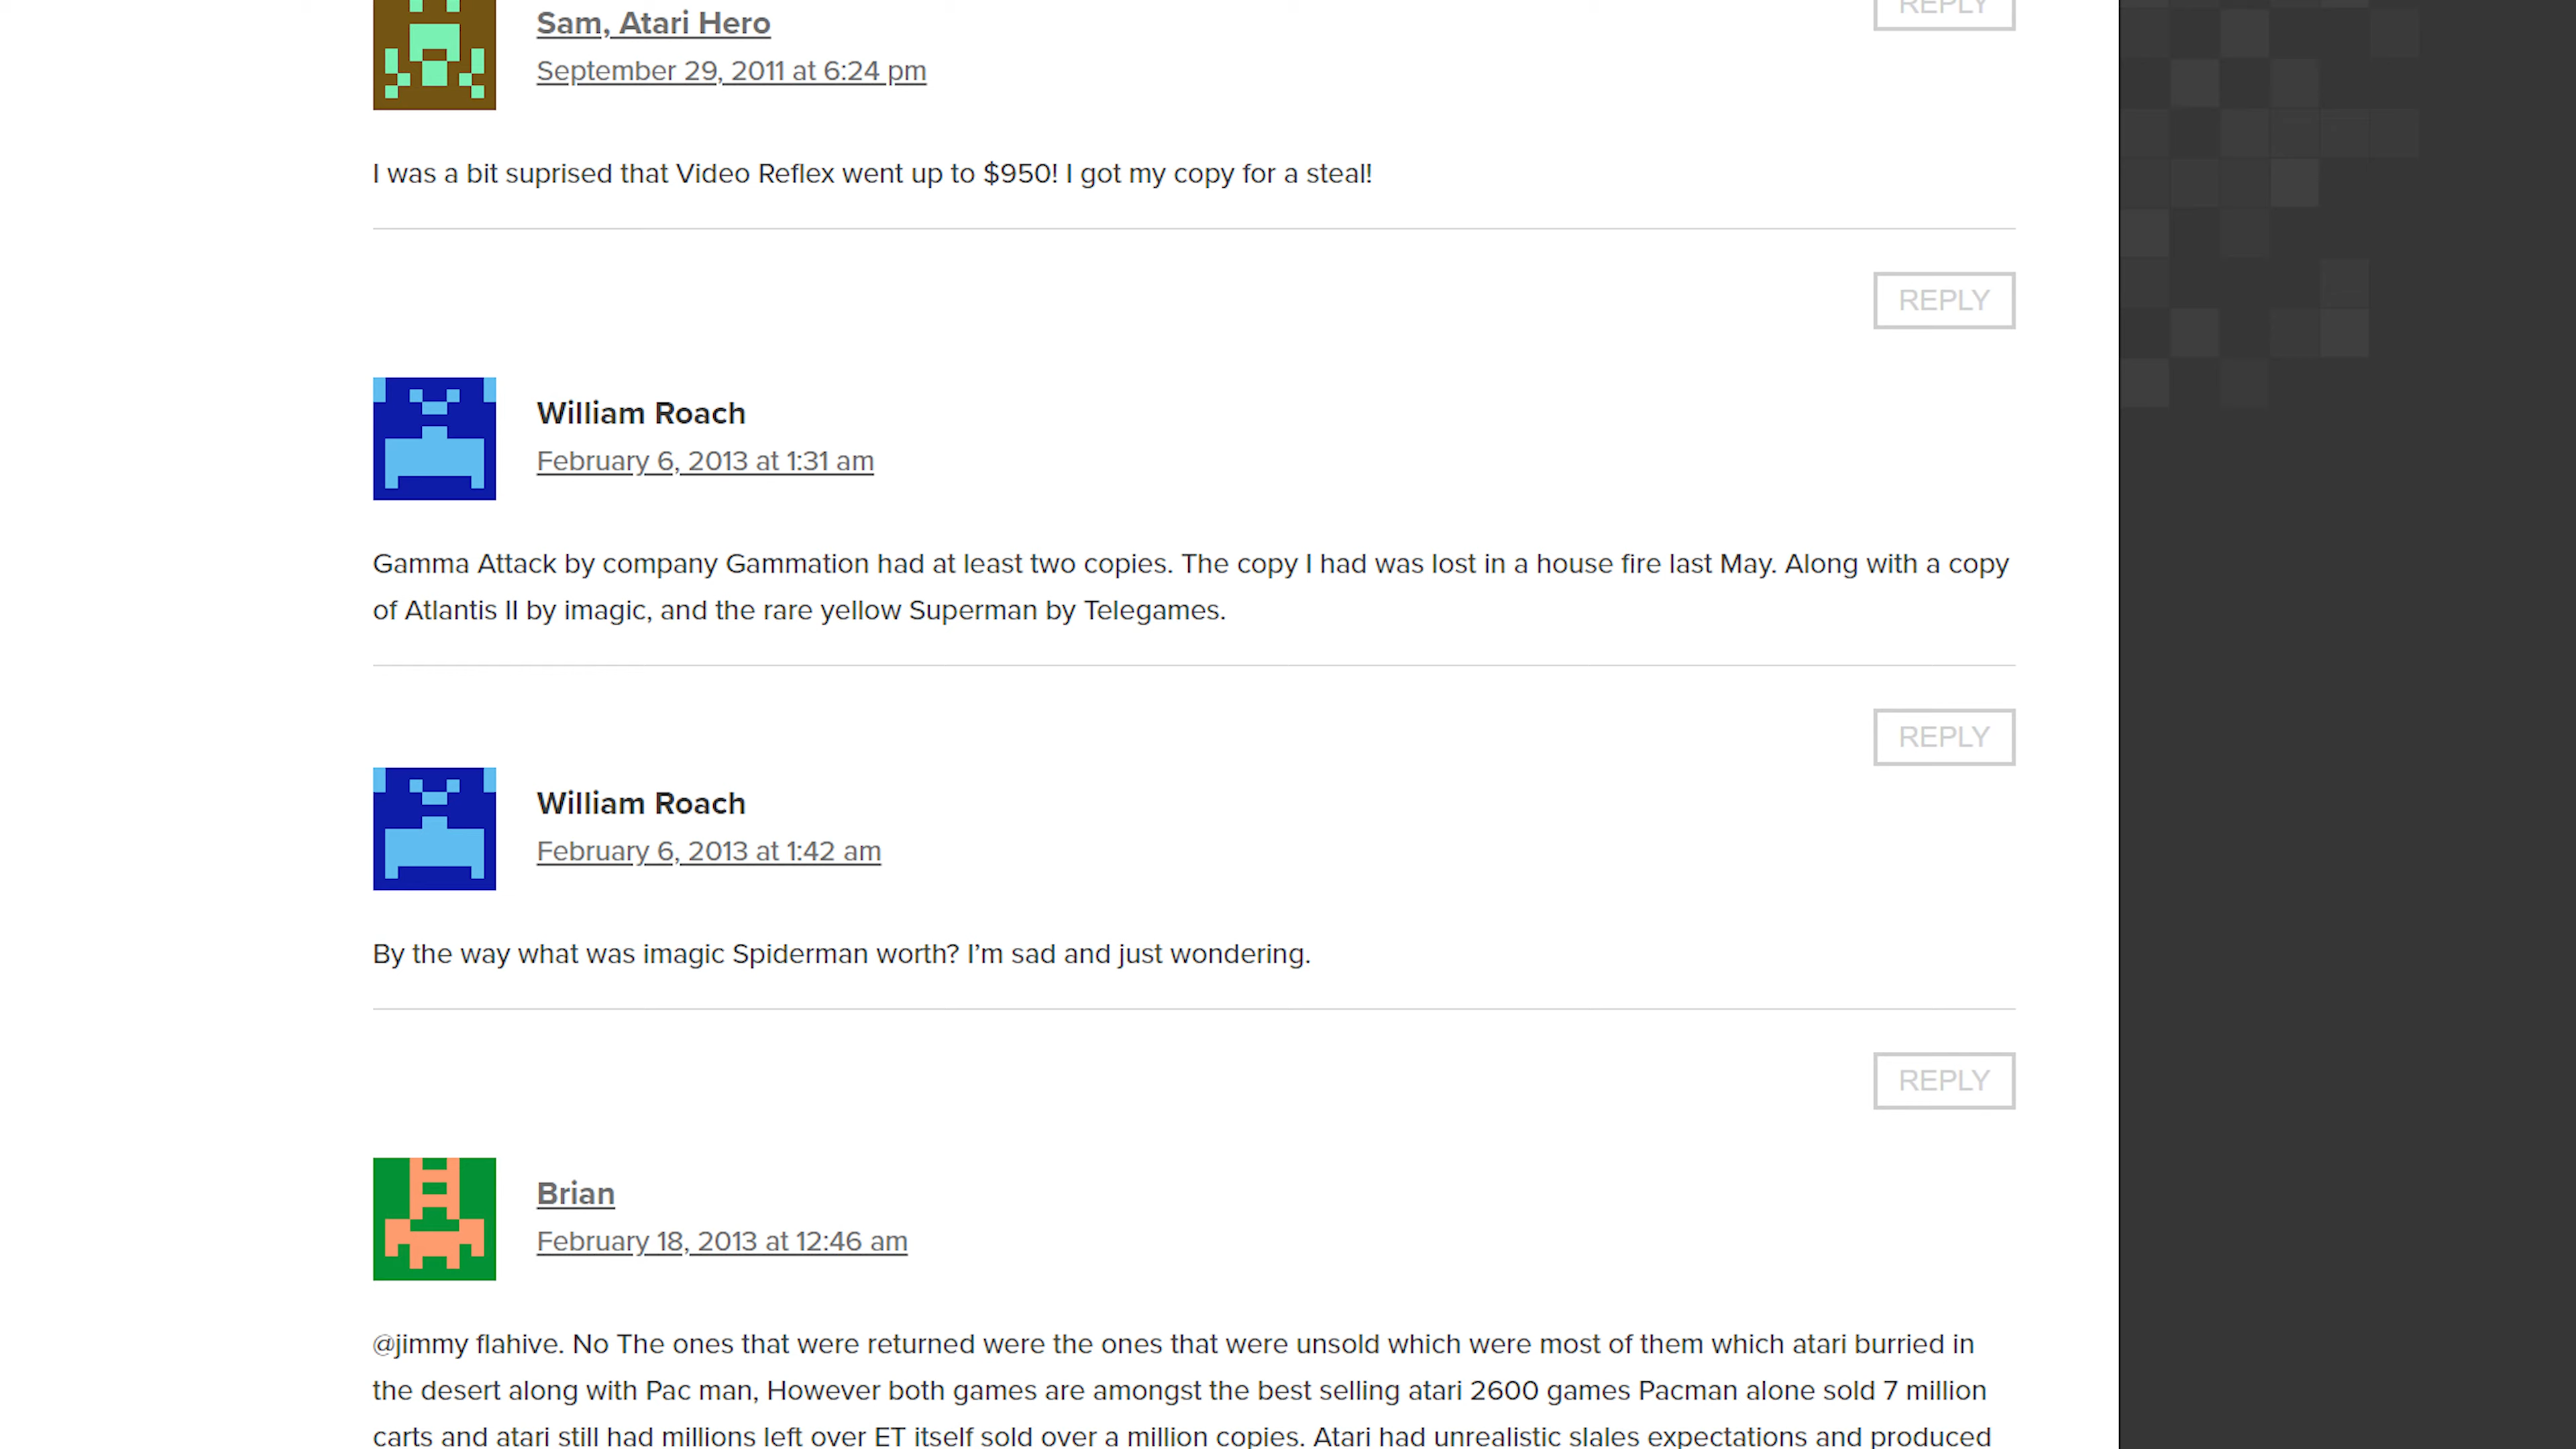 REPLY
Sam, Atari Hero
September 29, 2011 at 6:24 pm
I was a bit suprised that Video Reflex went up to $950! I got my copy for a steal!
REPLY
William Roach
February 6, 2013 at 1:31 am
Gamma Attack by company Gammation had at least two copies. The copy I had was lost in a house fire last May. Along with a copy
of Atlantis II by imagic, and the rare yellow Superman by Telegames.
REPLY
William Roach
February 6, 2013 at 1:42 am
By the way what was imagic Spiderman worth? I’m sad and just wondering.
REPLY
Brian
February 18, 2013 at 12:46 am
@jimmy flahive. No The ones that were returned were the ones that were unsold which were most of them which atari burried in
the desert along with Pac man, However both games are amongst the best selling atari 2600 games Pacman alone sold 7 million
carts and atari still had millions left over ET itself sold over a million copies. Atari had unrealistic slales expectations and produced